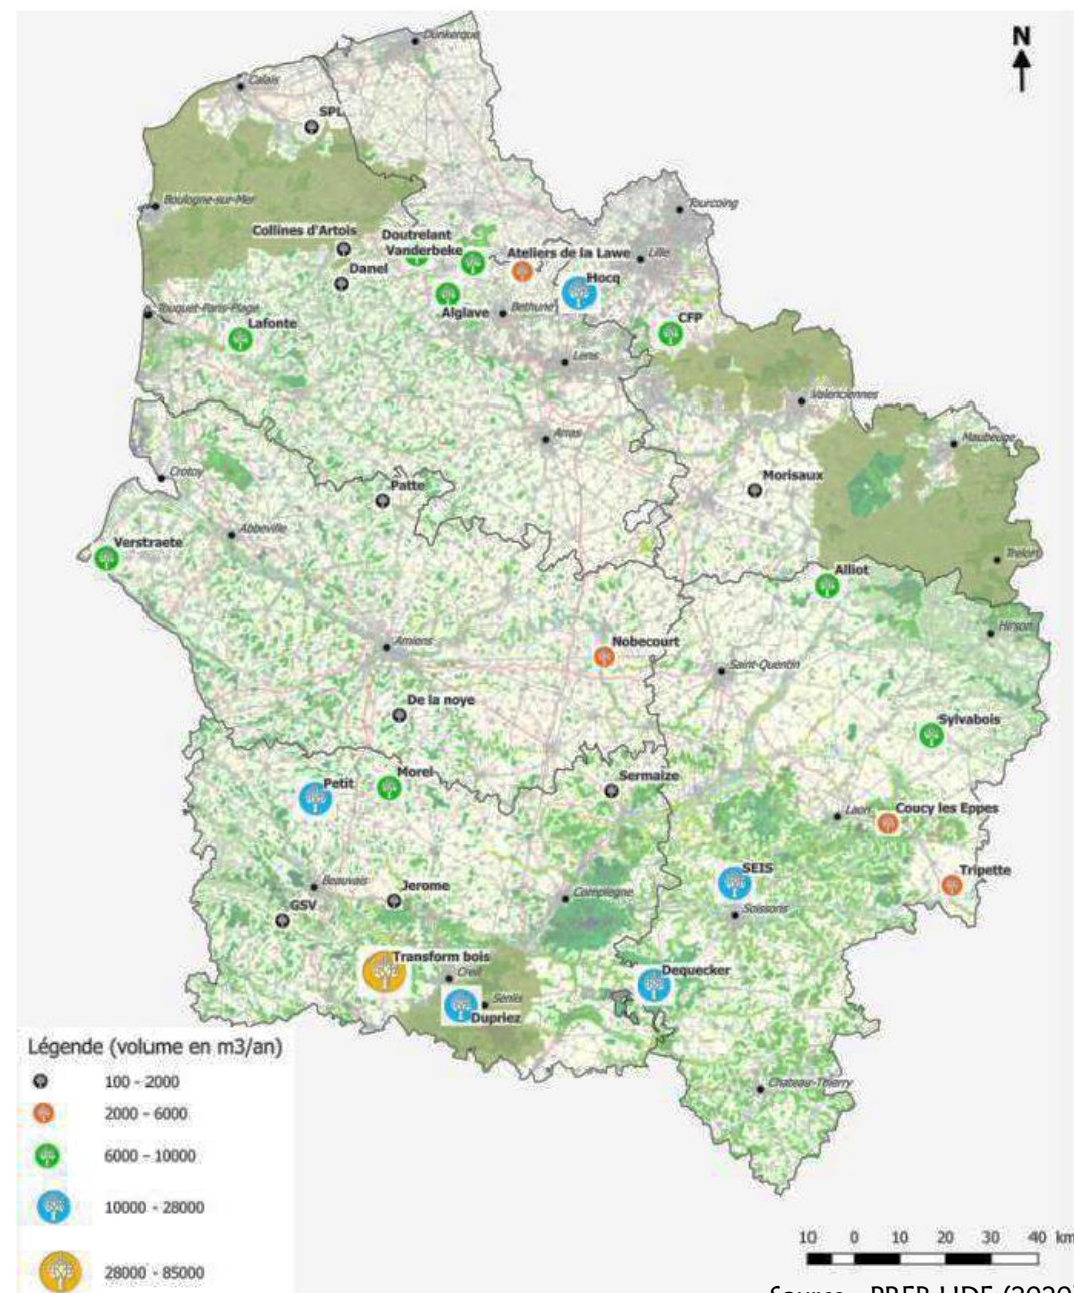 N
Dunkerque
Calais
SPL
Boulogne-sur-Mer
Tourcoing
Collines d'Artois
Doutrelant
Vanderbeke
Ateliers de la Lawe
Lille
Danel
Hocq
Touquet-Paris-Plage
Alglave
Bethune
CFP
Lafonte
Lens
Valenciennes
Arras
Maubeuge
Crotoy
Patte
Morisaux
Abbeville
Verstraete
Trelon
Alliot
Amiens
Nobecourt
Hirson
Saint-Quentin
De la noye
Sylvabois
Petit
Morel
Sermaize
Laon
Coucy les Eppes
Beauvais
Jerome
SEIS
Tripette
GSV
Compiegne
Soissons
Transform bois
Creil
Dequecker
Senlis
Dupriez
Chateau-Thierry
Légende (volume en m3/an)
100 - 2000
2000 - 6000
6000 - 10000
10000 - 28000
28000 - 85000
10 0 10 20 30 40 km